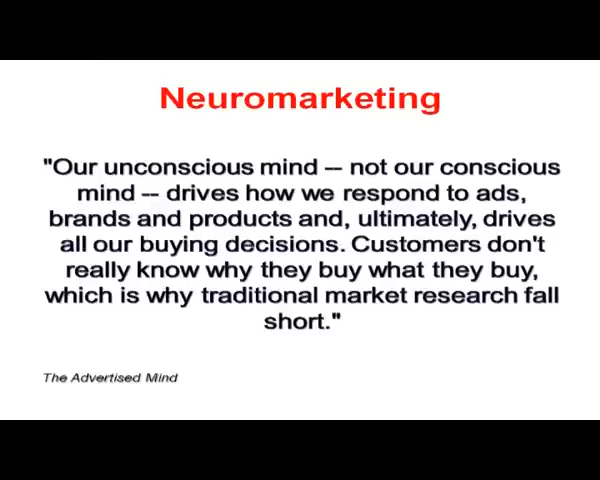 Neuromarketing
"Our unconscious mind -- not our conscious
mind -- drives how we respond to ads,
brands and products and, ultimately, drives
all our buying decisions. Customers don't
really know why they buy what they buy,
which is why traditional market research fall
short."
The Advertised Mind